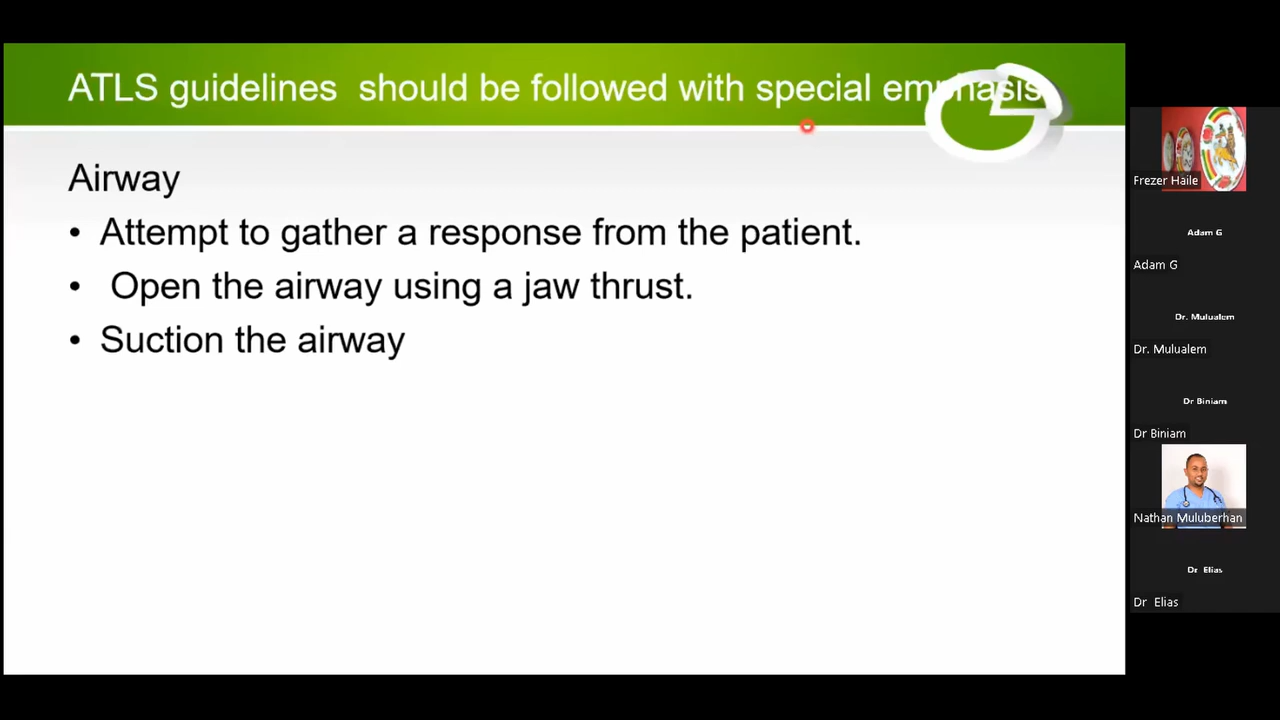 ATLS guidelines  should be followed with special emphasis
Airway
• Attempt to gather a response from the patient.
•  Open the airway using a jaw thrust.
• Suction the airway
Frezer Haile
Adam G
Adam G
Dr. Mulualem
Dr. Mulualem
Dr Biniam
Dr Biniam
Nathan Muluberhan
Dr  Elias
Dr  Elias